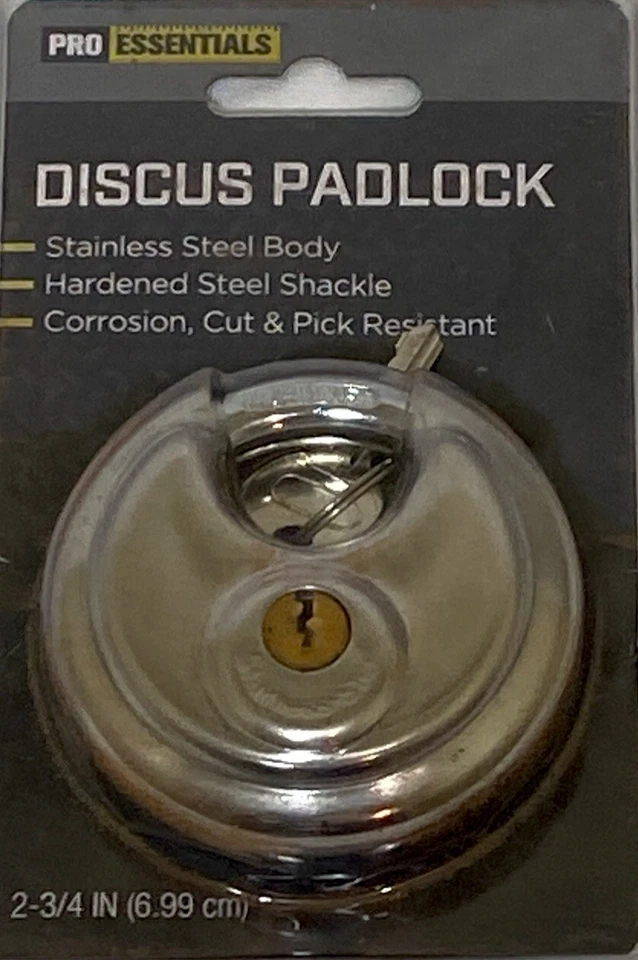 PRO ESSENTIALS
DISCUS PADLOCK
Stainless Steel Body
Hardened Steel Shackle
Corrosion, Cut & Pick Resistant
2-3/4 IN (6.99 cm)